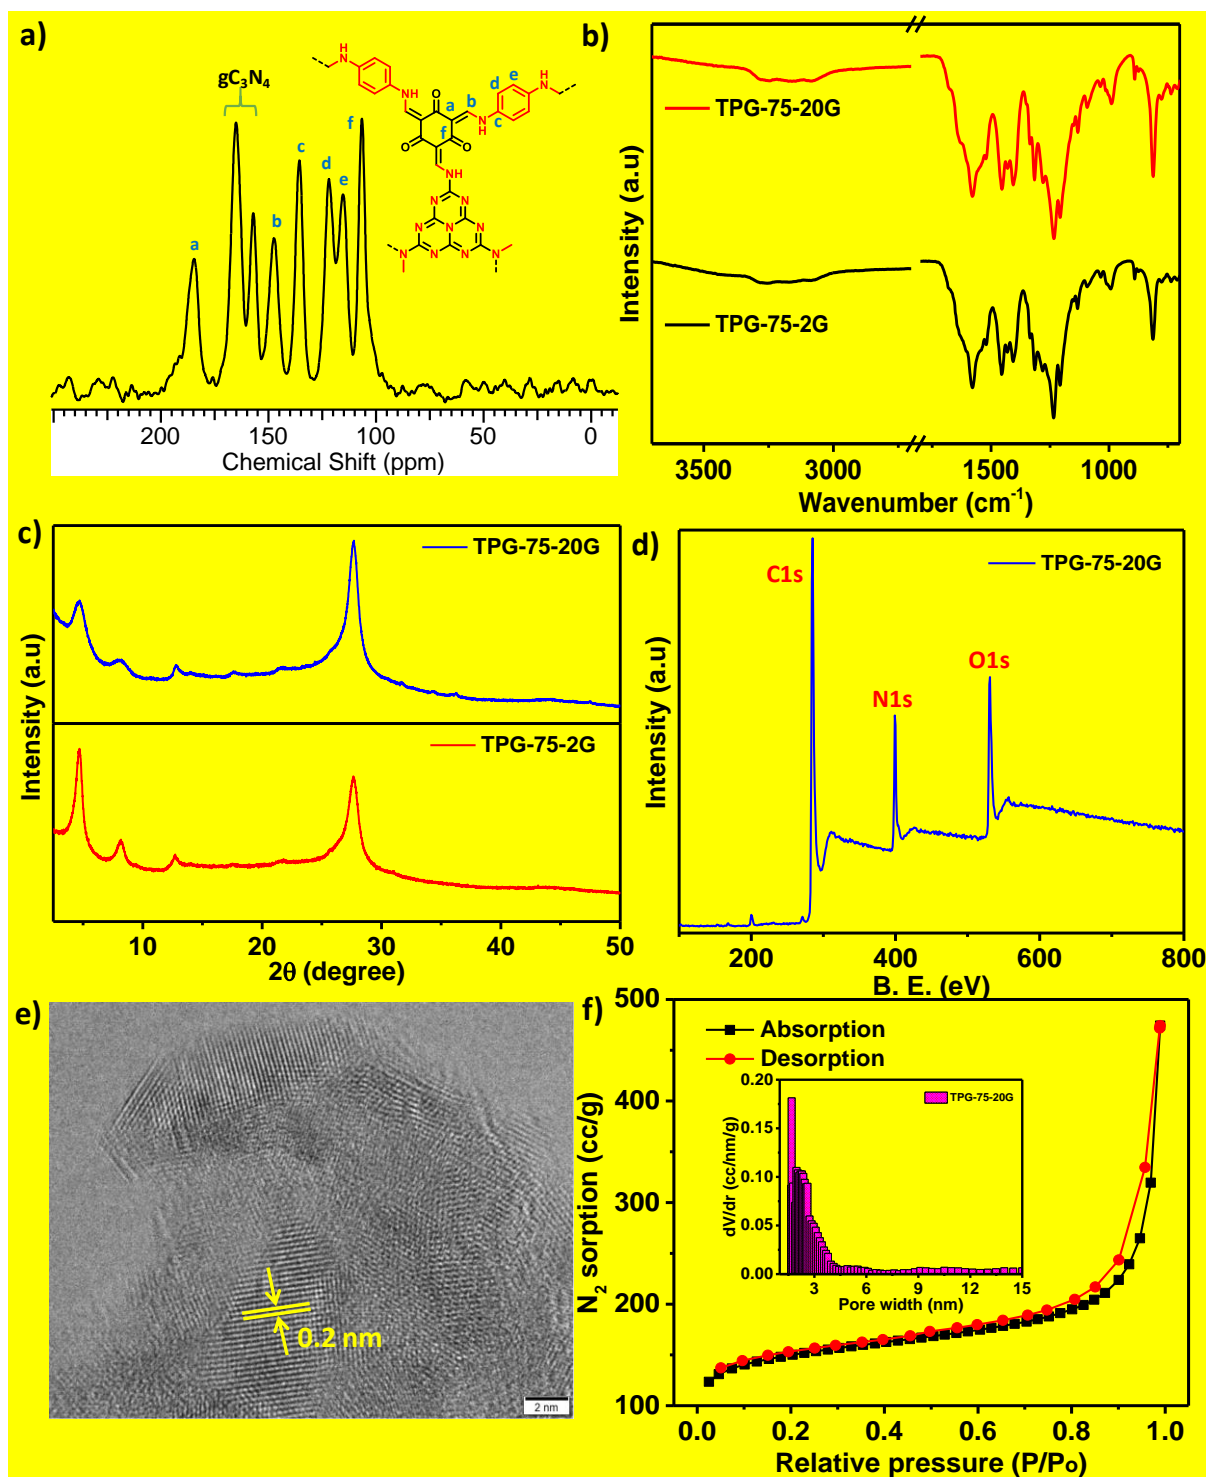 a)
gC3N4
a
b
c
d
e
f
H
N
NH
O
a
b
O
f
O
N
H
c
d
e
H
N
NH
N
N
N
N
N
N
N
N
N
200
150
100
50
0
Chemical Shift (ppm)
b)
TPG-75-20G
TPG-75-2G
Intensity (a.u)
3500
3000
1500
1000
Wavenumber (cm-1)
c)
TPG-75-20G
TPG-75-2G
Intensity (a.u)
10
20
30
40
50
2θ (degree)
d)
TPG-75-20G
C1s
N1s
O1s
Intensity (a.u)
200
400
600
800
B. E. (eV)
e)
0.2 nm
2 nm
f)
Absorption
Desorption
N2 sorption (cc/g)
500
400
300
200
100
0.0
0.2
0.4
0.6
0.8
1.0
Relative pressure (P/Po)
TPG-75-20G
dV/dr (cc/nm/g)
0.20
0.15
0.10
0.05
0.00
3
6
9
12
15
Pore width (nm)